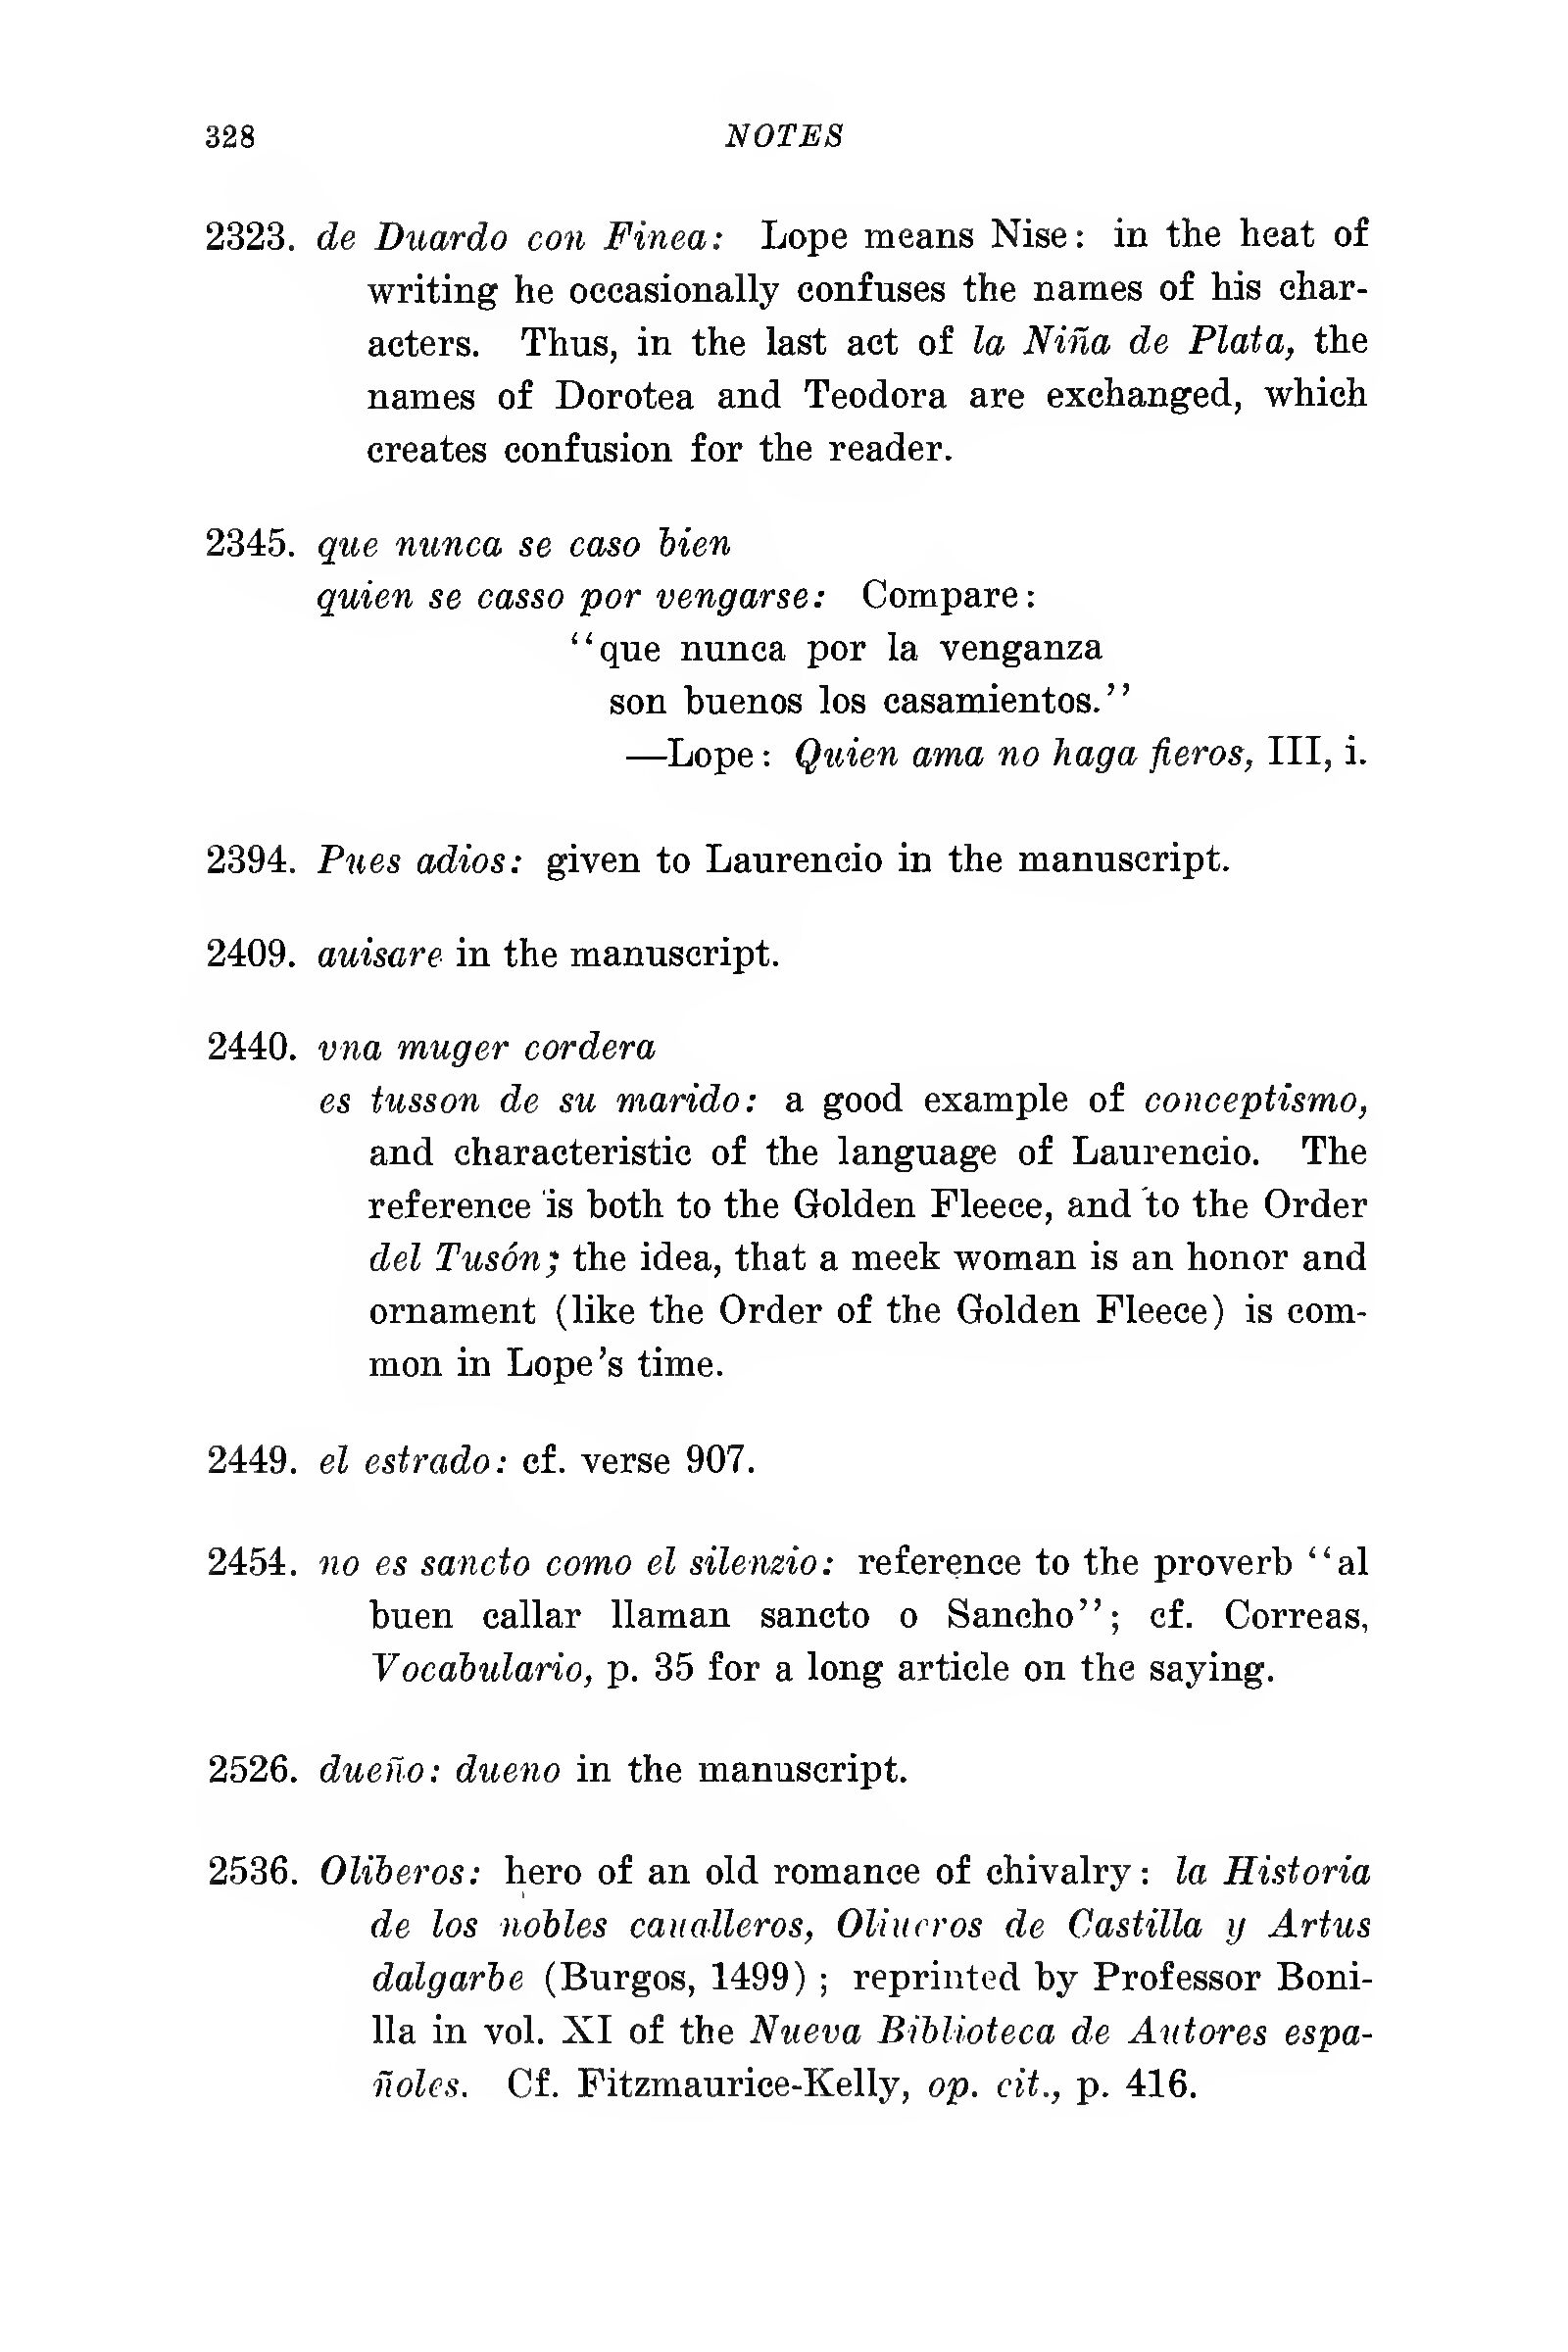 328 NOTES
2323. de Duardo con Finea: Lope means Nise: in the heat of
writing he occasionally confuses the names of his char-
acters. Thus, in the last act of la Niña de Plata, the
names of Dorotea and Teodora are exchanged, which
creates confusion for the reader.
2345. que nunca se caso bien
quien se casso por vengarse: Compare:
“que nunca por la venganza
son buenos los casamientos.”
—Lope: Quien ama no haga fieros, III, i.
2394. Pues adios: given to Laurencio in the manuscript.
2409. auisare in the manuscript.
2440. vna muger cordera
es tusson de su marido: a good example of conceptismo,
and characteristic of the language of Laurencio. The
reference is both to the Golden Fleece, and to the Order
del Tusón; the idea, that a meek woman is an honor and
ornament (like the Order of the Golden Fleece) is com-
mon in Lope’s time.
2449. el estrado: cf. verse 907.
2454. no es sancto como el silenzio: reference to the proverb “al
buen callar llaman sancto o Sancho”; cf. Correas,
Vocabulario, p. 35 for a long article on the saying.
2526. dueño: dueno in the manuscript.
2536. Oliberos: hero of an old romance of chivalry: la Historia
de los nobles caualleros, Oliueros de Castilla y Artus
dalgarbe (Burgos, 1499); reprinted by Professor Boni-
lla in vol. XI of the Nueva Biblioteca de Autores espa-
ñoles. Cf. Fitzmaurice-Kelly, op. cit., p. 416.